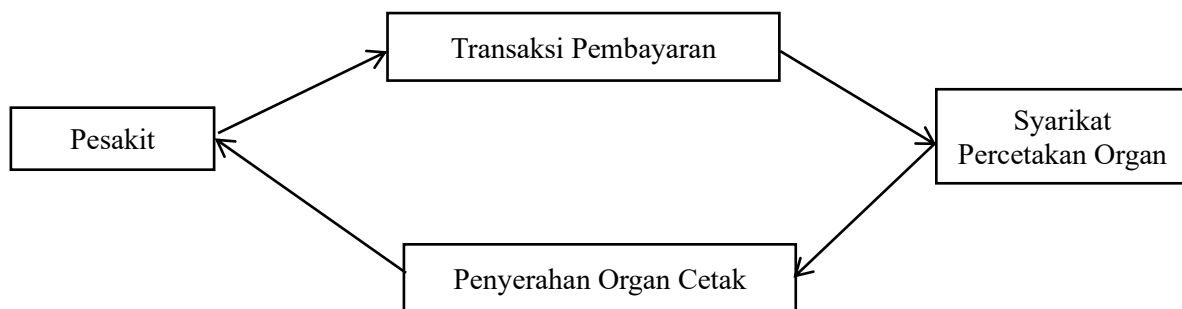 Transaksi Pembayaran
Pesakit
Syarikat
Percetakan Organ
Penyerahan Organ Cetak